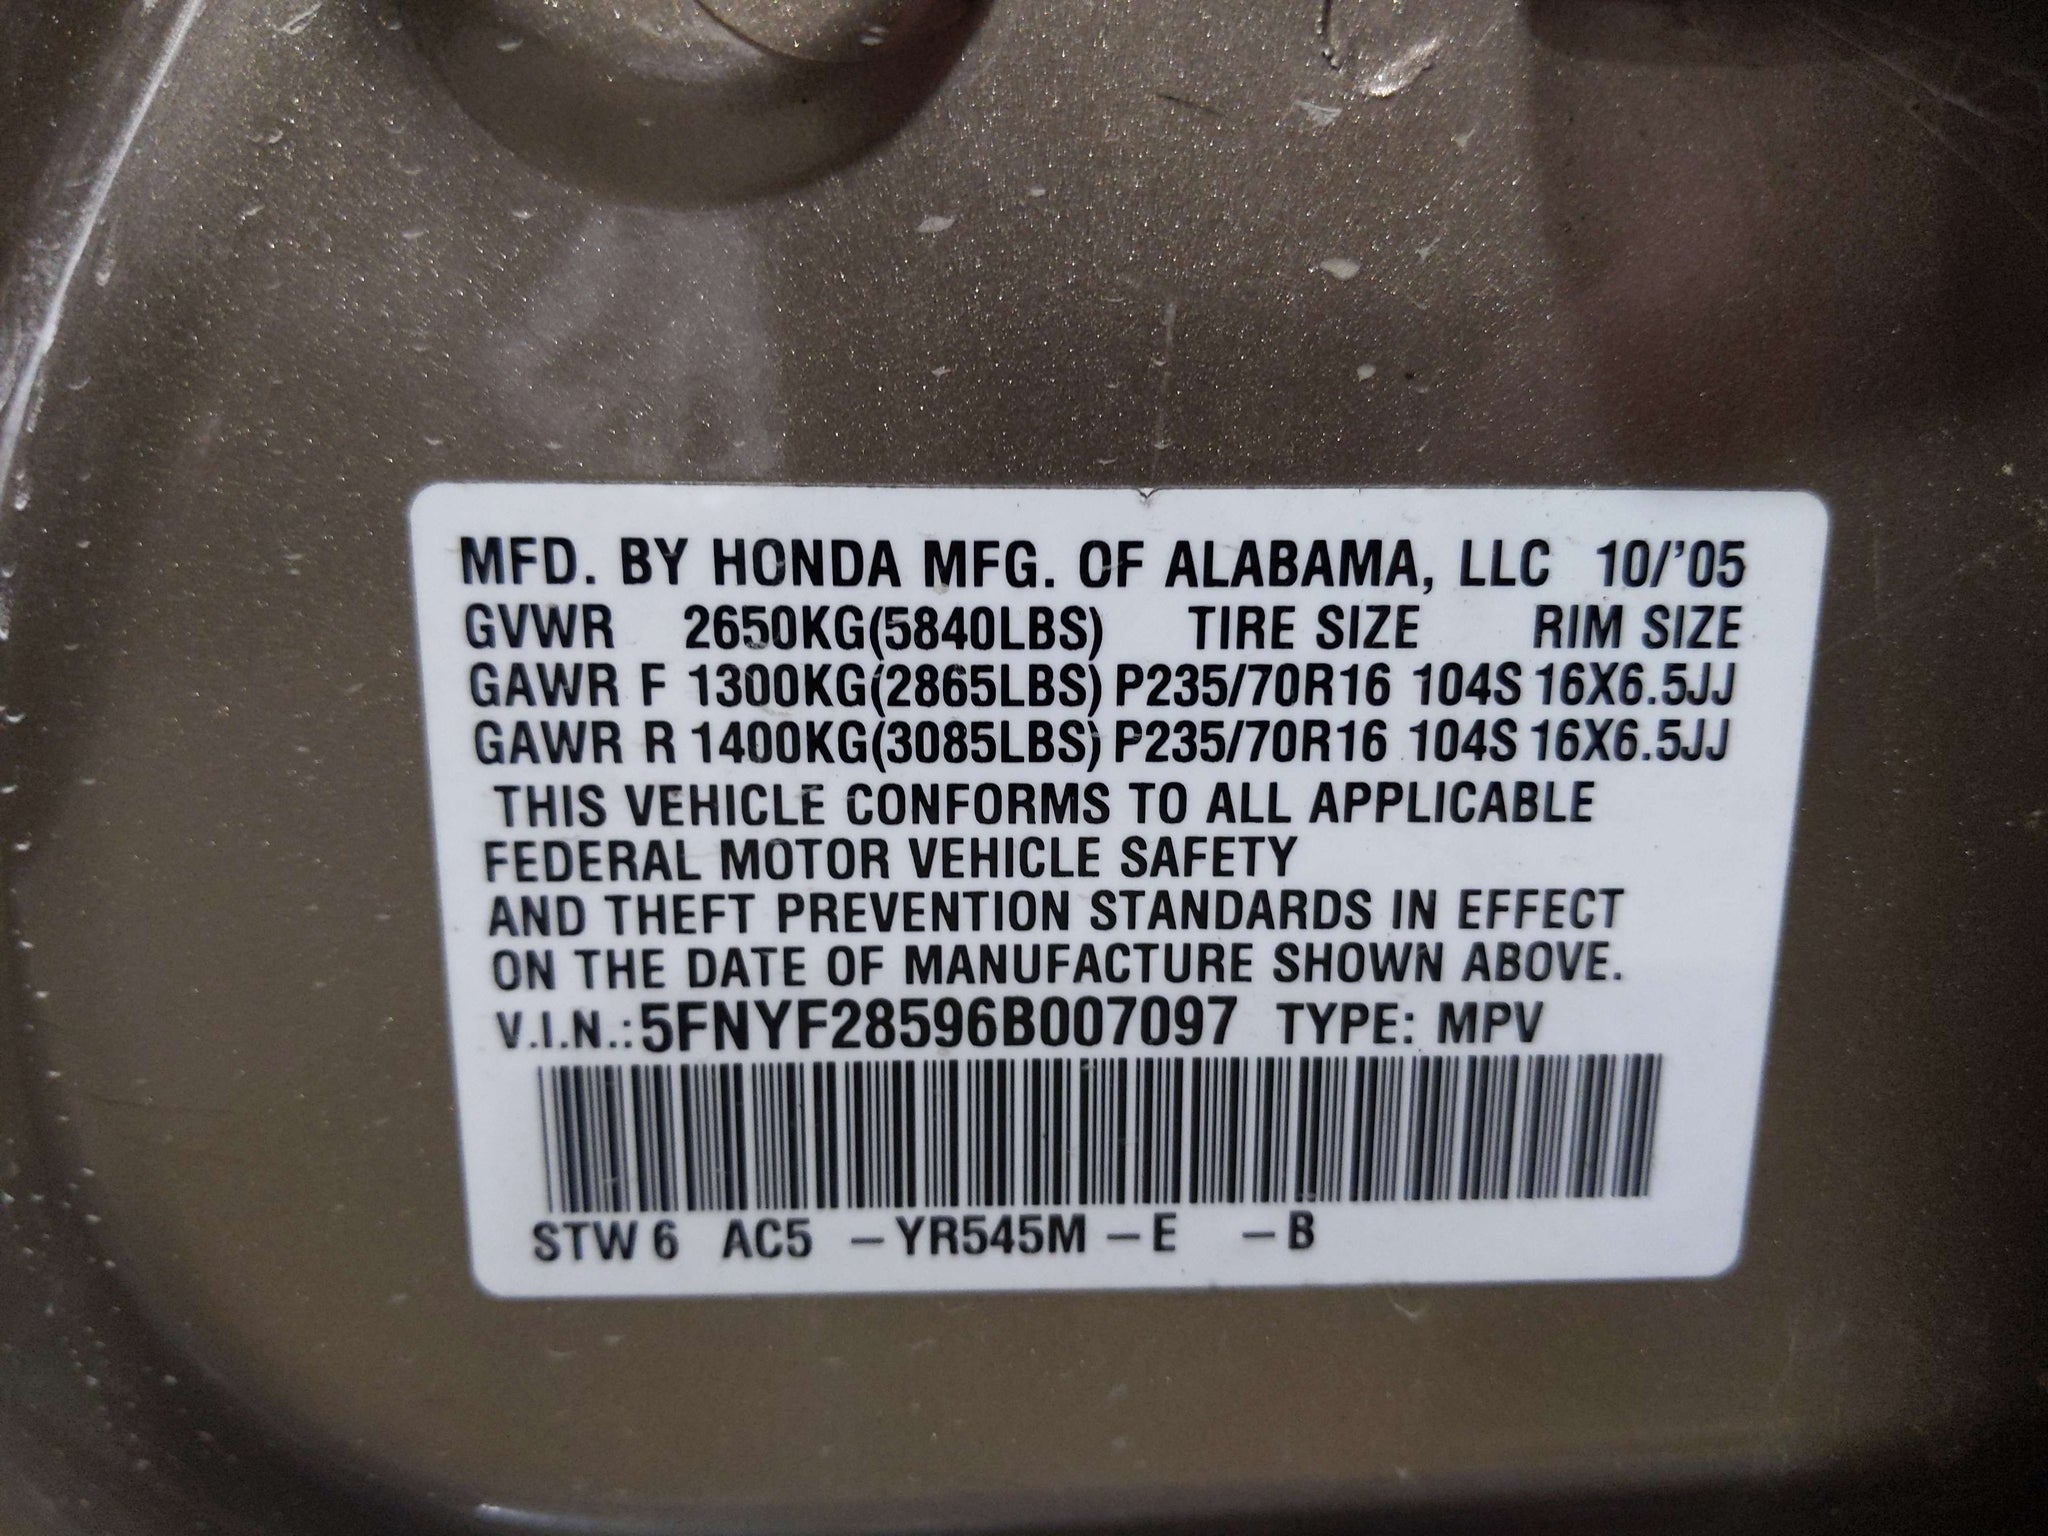 MFD. BY HONDA MFG. OF ALABAMA, LLC 10/'05
GVWR 2650KG(5840LBS) TIRE SIZE RIM SIZE
GAWR F 1300KG(2865LBS) P235/70R16 104S 16X6.5JJ
GAWR R 1400KG(3085LBS) P235/70R16 104S 16X6.5JJ
THIS VEHICLE CONFORMS TO ALL APPLICABLE
FEDERAL MOTOR VEHICLE SAFETY
AND THEFT PREVENTION STANDARDS IN EFFECT
ON THE DATE OF MANUFACTURE SHOWN ABOVE.
V.I.N.: 5FNYF28596B007097 TYPE: MPV
STW 6 AC5 – YR545M – E – B